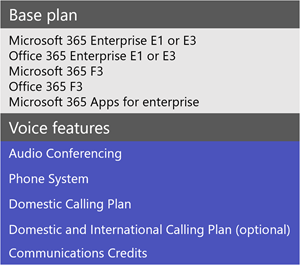 Base plan
Microsoft 365 Enterprise E1 or E3
Office 365 Enterprise E1 or E3
Microsoft 365 F3
Office 365 F3
Microsoft 365 Apps for enterprise
Voice features
Audio Conferencing
Phone System
Domestic Calling Plan
Domestic and International Calling Plan (optional)
Communications Credits